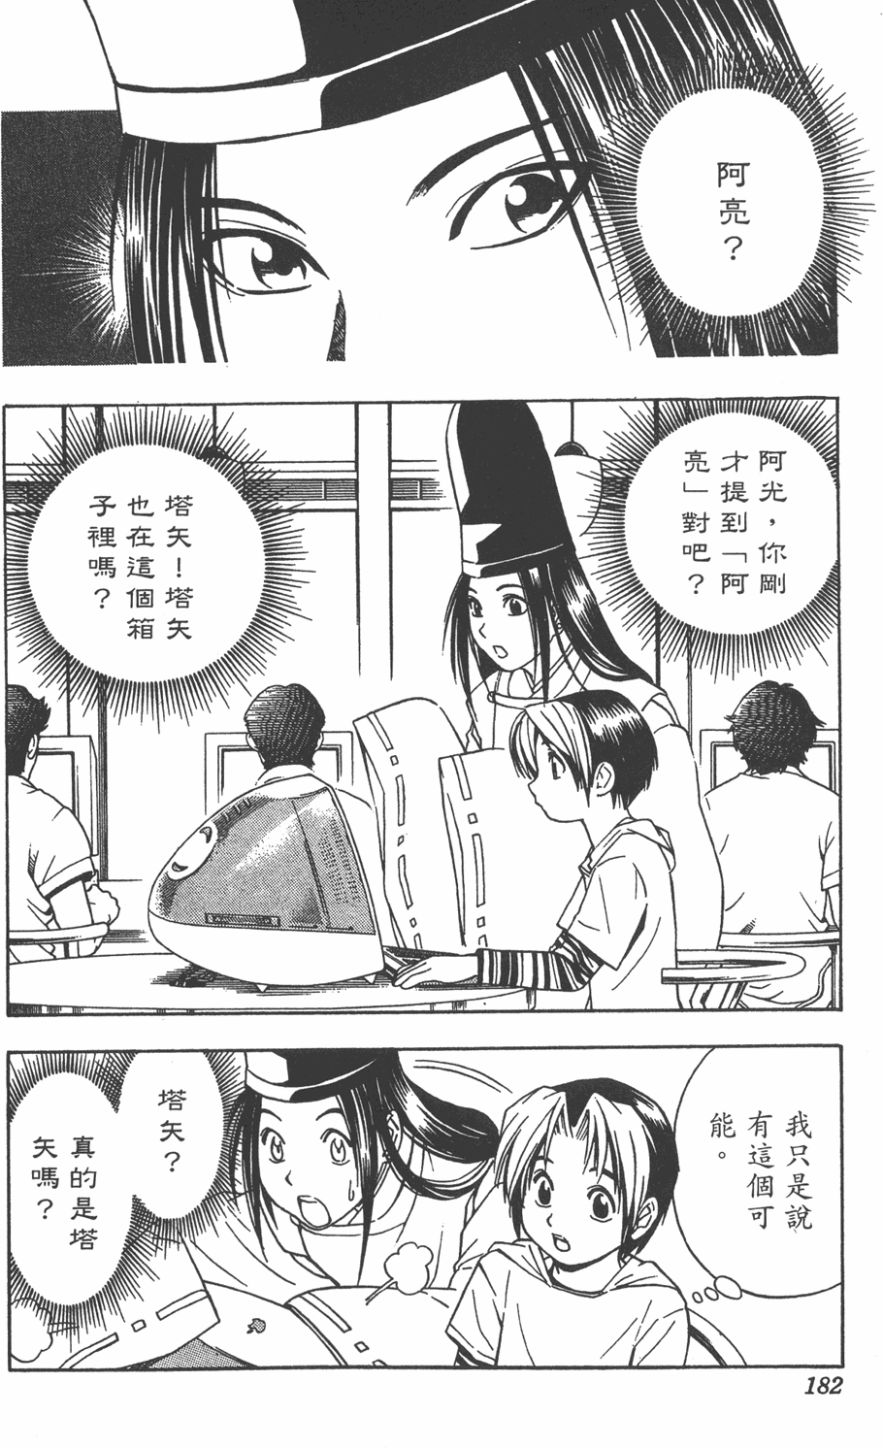 阿亮？
阿光，你剛
才提到「阿
亮」對吧？
塔矢！塔矢
也在這個箱
子裡嗎？
我只是說
有這個可
能。
塔矢？
真的是塔
矢嗎？
182